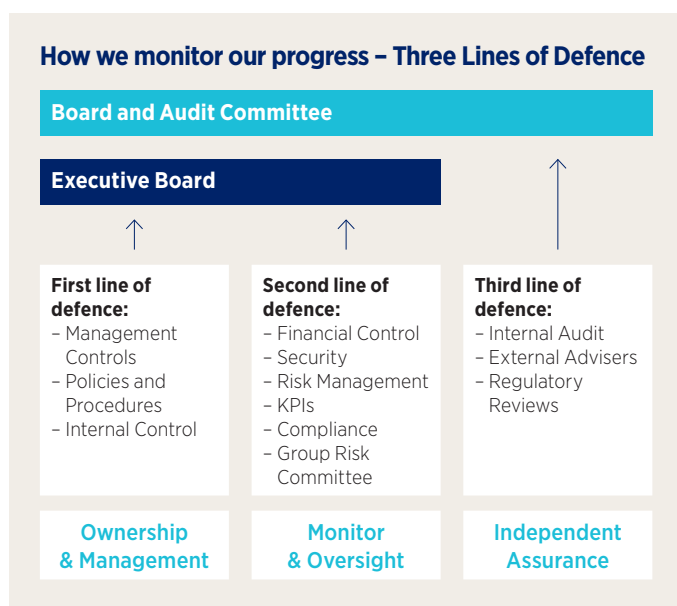 How we monitor our progress – Three Lines of Defence
Board and Audit Committee
Executive Board
First line of
defence:
– Management
Controls
– Policies and
Procedures
– Internal Control
Second line of
defence:
– Financial Control
– Security
– Risk Management
– KPIs
– Compliance
– Group Risk
Committee
Third line of
defence:
– Internal Audit
– External Advisers
– Regulatory
Reviews
Ownership
& Management
Monitor
& Oversight
Independent
Assurance